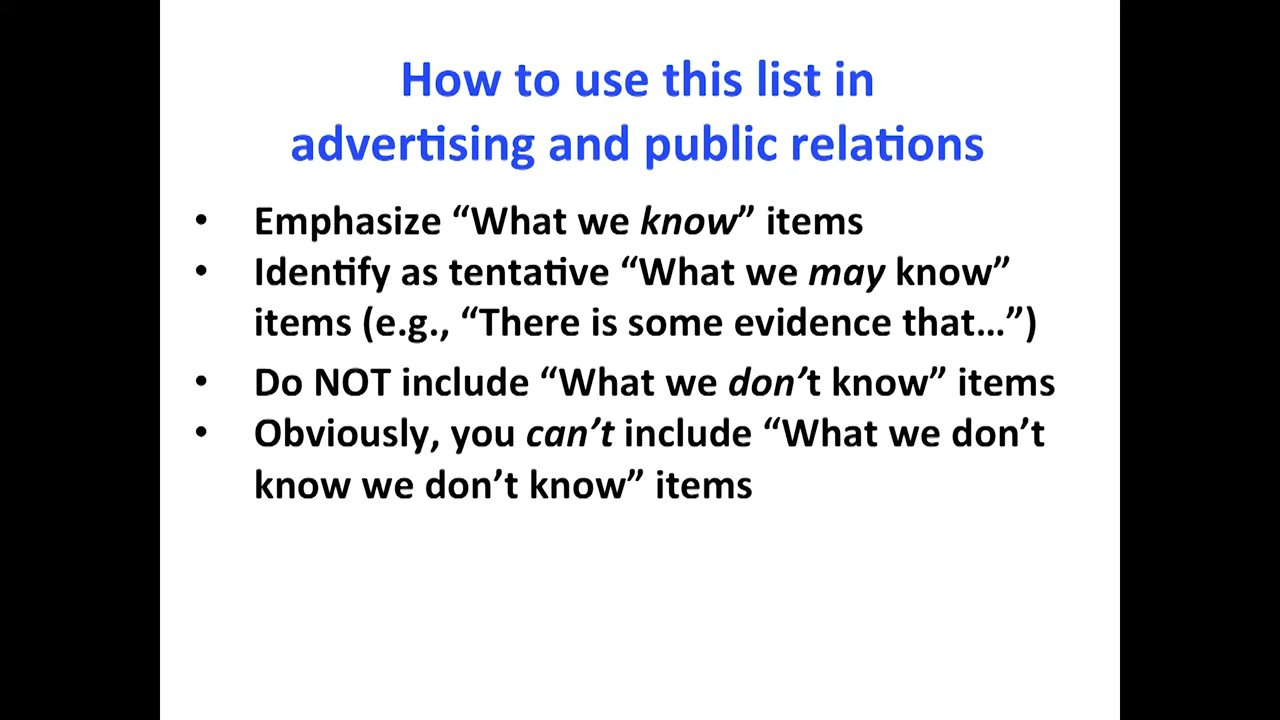 How to use this list in
advertising and public relations
• Emphasize “What we know” items
• Identify as tentative “What we may know”
items (e.g., “There is some evidence that…”)
• Do NOT include “What we don’t know” items
• Obviously, you can’t include “What we don’t
know we don’t know” items